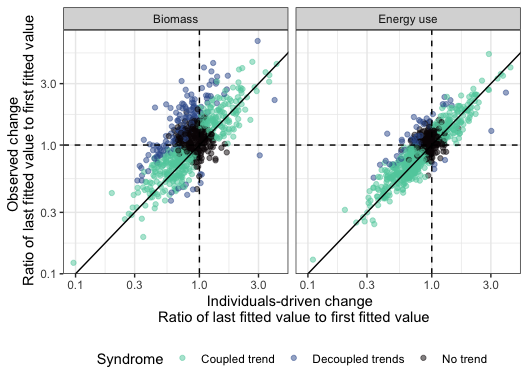 Biomass
Energy use
Observed change
Ratio of last fitted value to first fitted value
3.0
1.0
0.3
0.1
0.1 0.3 1.0 3.0
0.1 0.3 1.0 3.0
Individuals-driven change
Ratio of last fitted value to first fitted value
Syndrome Coupled trend Decoupled trends No trend